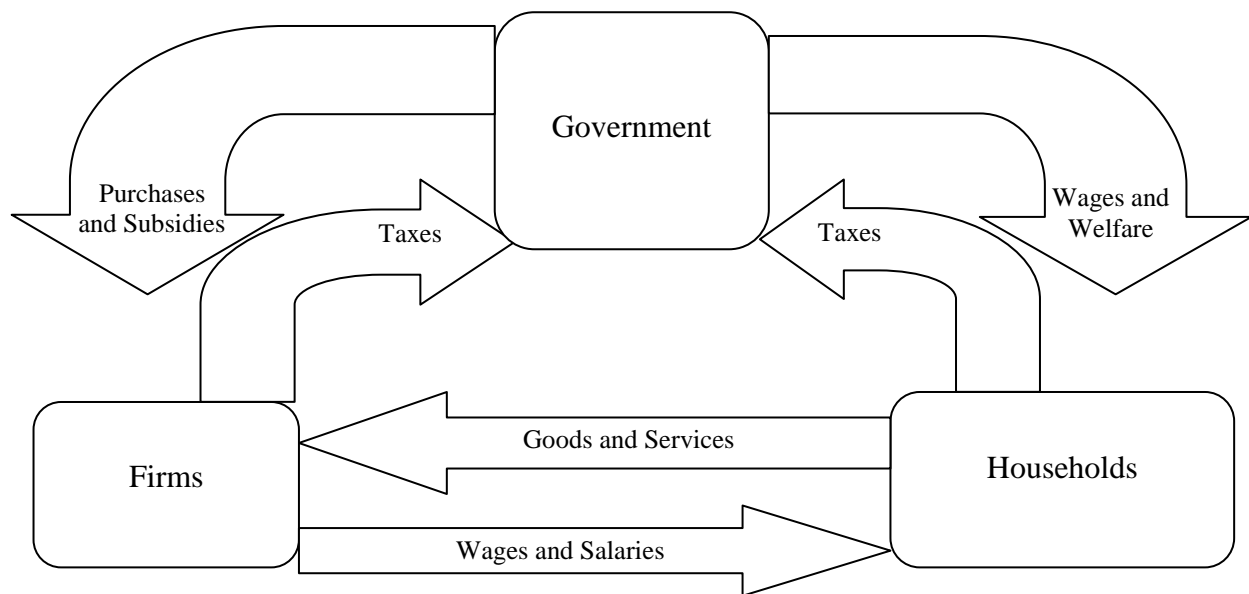 Government
Purchases
and Subsidies
Taxes
Taxes
Wages and
Welfare
Goods and Services
Firms
Households
Wages and Salaries